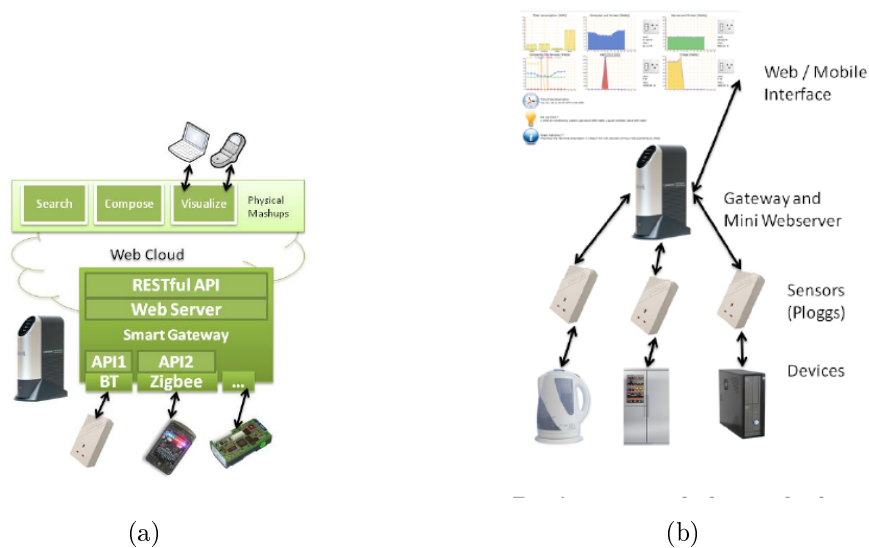 Search
Compose
Visualize
Physical
Mashups
Web Cloud
RESTful API
Web Server
Smart Gateway
API1
API2
BT
Zigbee
...
(a)
Web / Mobile
Interface
Gateway and
Mini Webserver
Sensors
(Ploggs)
Devices
(b)